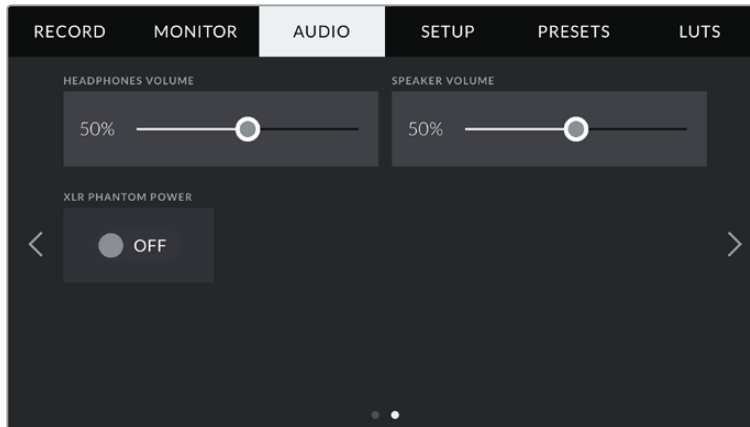 RECORD MONITOR AUDIO SETUP PRESETS LUTS
HEADPHONES VOLUME SPEAKER VOLUME
50% 50%
XLR PHANTOM POWER
OFF